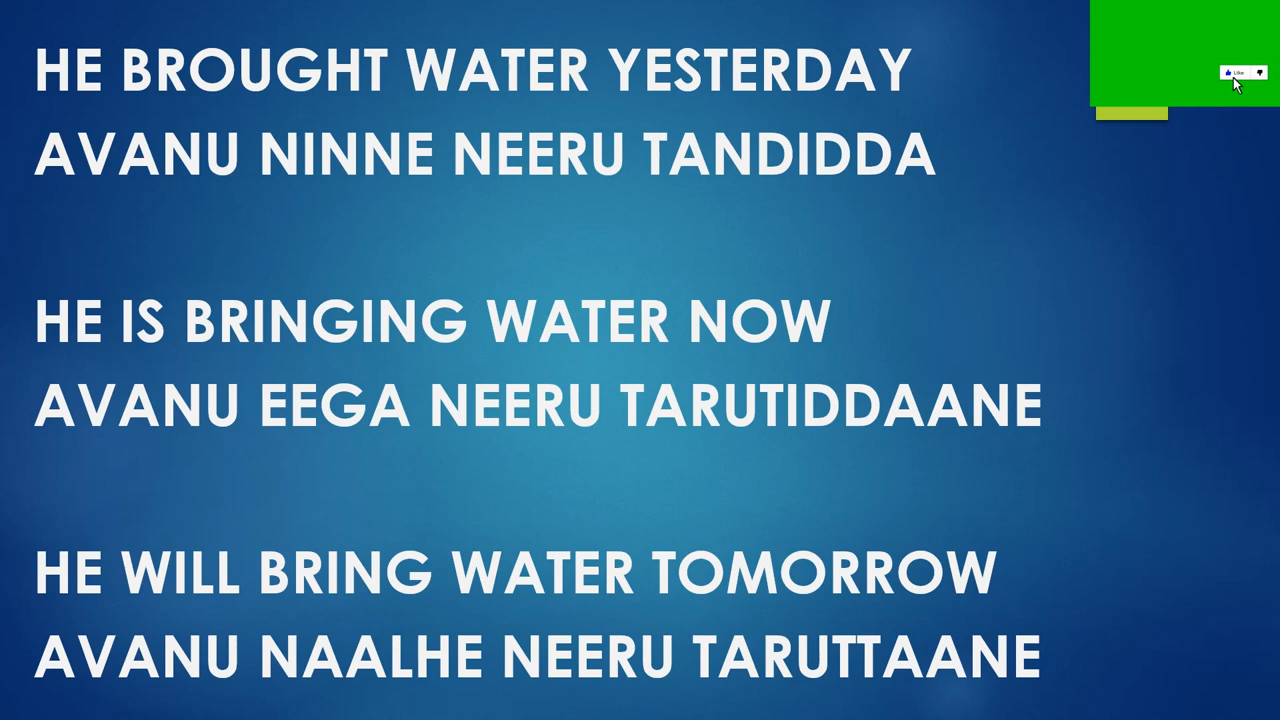 HE BROUGHT WATER YESTERDAY
AVANU NINNE NEERU TANDIDDA
HE IS BRINGING WATER NOW
AVANU EEGA NEERU TARUTIDDAANE
HE WILL BRING WATER TOMORROW
AVANU NAALHE NEERU TARUTTAANE
Like